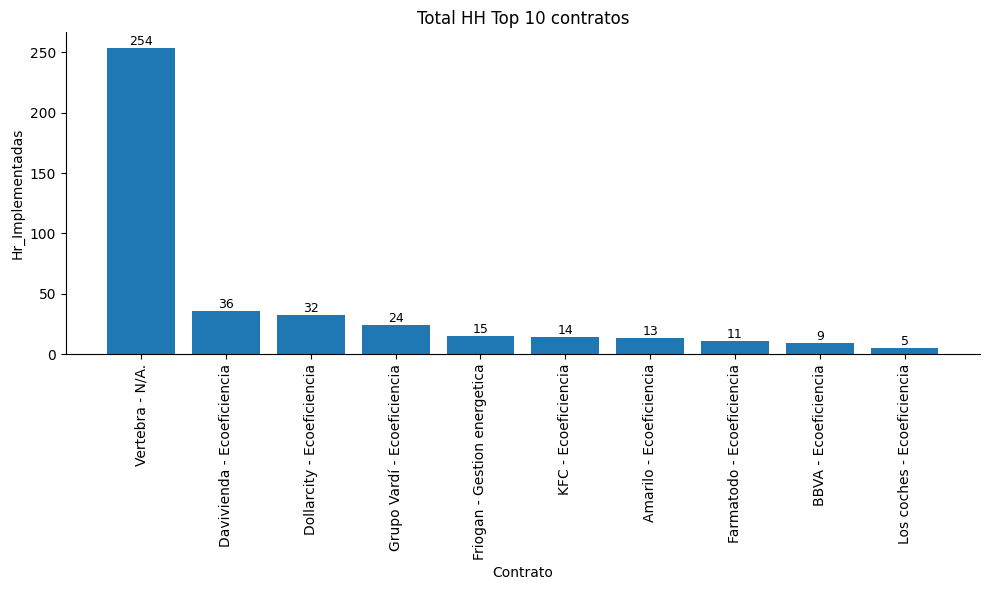 Total HH Top 10 contratos
Hr_Implementadas
250
200
150
100
50
0
254
36
32
24
15
14
13
11
9
5
Vertebra - N/A.
Davivienda - Ecoeficiencia
Dollarcity - Ecoeficiencia
Grupo Vardí - Ecoeficiencia
Friogan - Gestion energetica
KFC - Ecoeficiencia
Amarilo - Ecoeficiencia
Farmatodo - Ecoeficiencia
BBVA - Ecoeficiencia
Los coches - Ecoeficiencia
Contrato